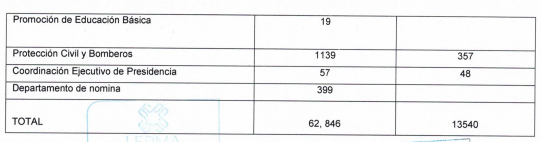 Promoción de Educación Básica 19
Protección Civil y Bomberos 1139 357
Coordinación Ejecutivo de Presidencia 57 48
Departamento de nomina 399
TOTAL 62, 846 13540
LERMA